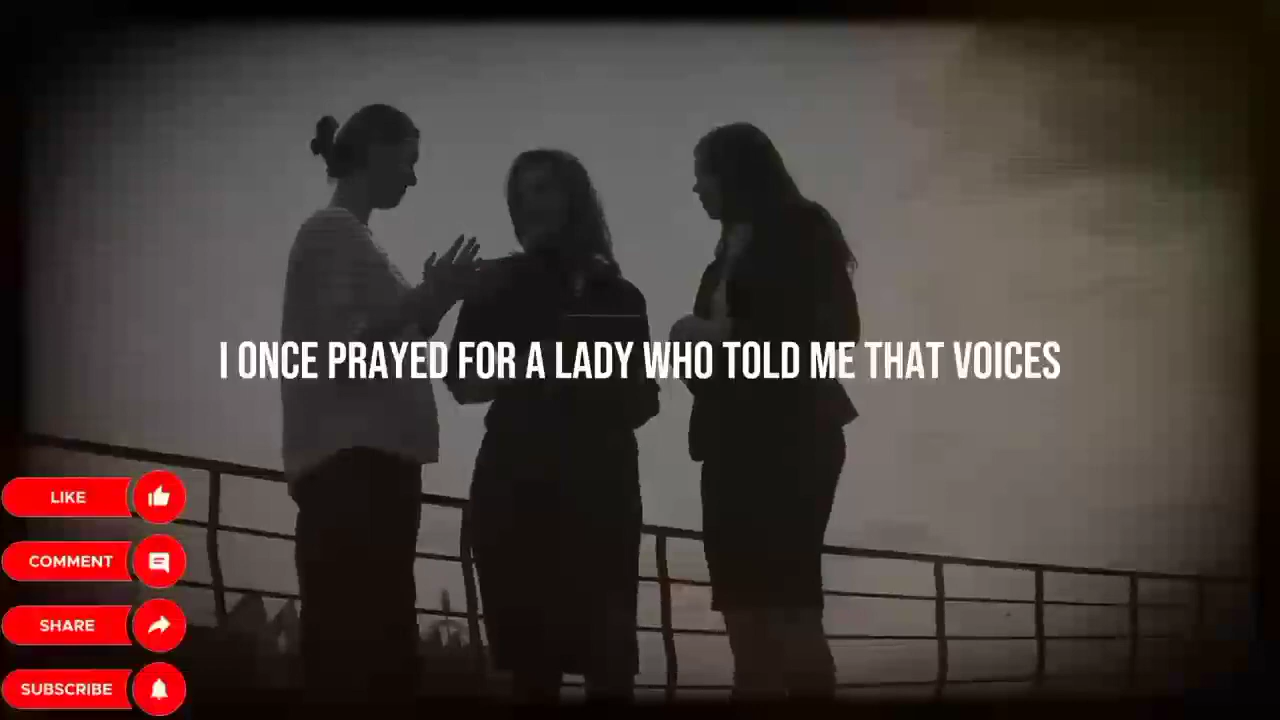 I ONCE PRAYED FOR A LADY WHO TOLD ME THAT VOICES
LIKE
COMMENT
SHARE
SUBSCRIBE